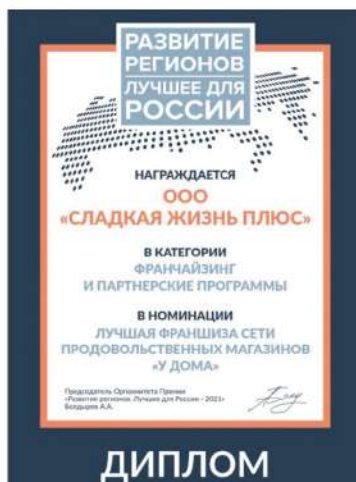 РАЗВИТИЕ
РЕГИОНОВ
ЛУЧШЕЕ ДЛЯ
РОССИИ
НАГРАЖДАЕТСЯ
ООО
«СЛАДКАЯ ЖИЗНЬ ПЛЮС»
В КАТЕГОРИИ
ФРАНЧАЙЗИНГ
И ПАРТНЕРСКИЕ ПРОГРАММЫ
В НОМИНАЦИИ
ЛУЧШАЯ ФРАНШИЗА СЕТИ
ПРОДОВОЛЬСТВЕННЫХ МАГАЗИНОВ
«У ДОМА»
Председатель Оргкомитета Премии
«Развитие регионов. Лучшее для России - 2021»
Болдырев А.А.
ДИПЛОМ